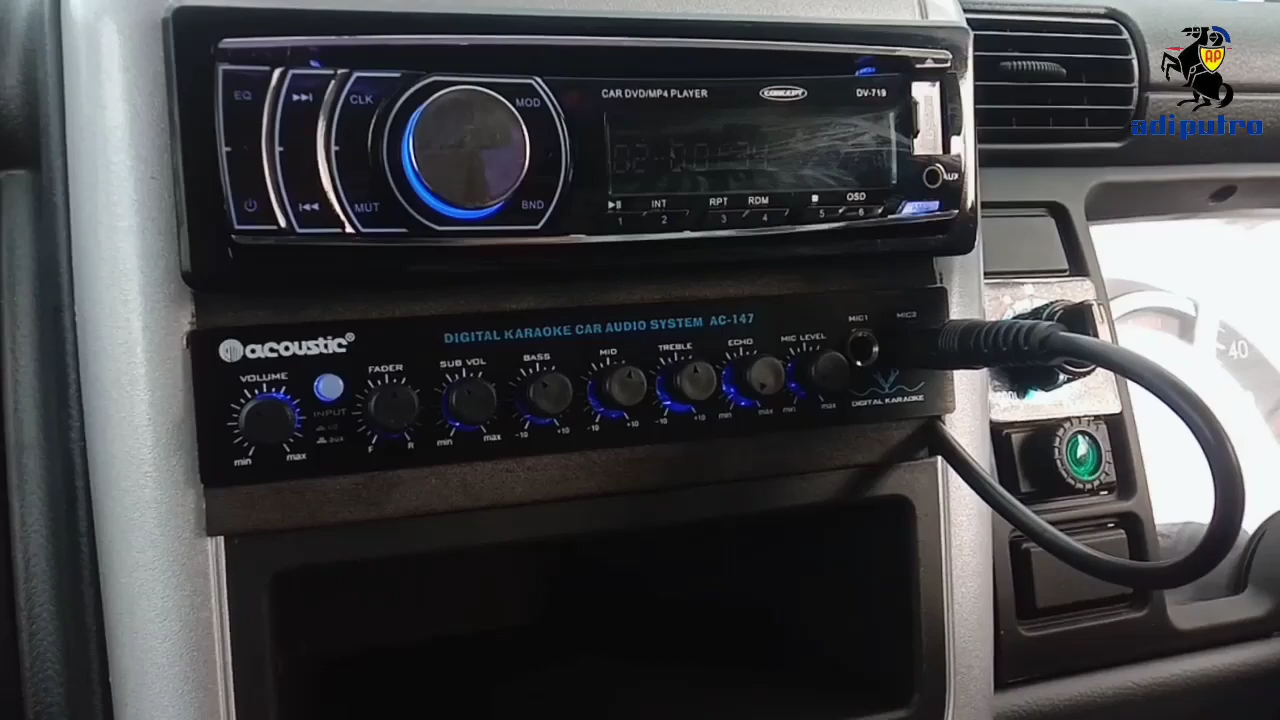 AP
adiputro
EQ
CLK
MOD
MUT
BND
CAR DVD/MP4 PLAYER
CONCEPT
DV-719
AUX
INT
RPT
RDM
OSD
1 2 3 4 5 6
acoustic®
DIGITAL KARAOKE CAR AUDIO SYSTEM AC-147
VOLUME
min max
INPUT
FADER
F R
SUB VOL
min max
BASS
-10 +10
MID
-10 +10
TREBLE
-10 +10
ECHO
min max
MIC LEVEL
min max
MIC1
MIC2
DIGITAL KARAOKE
40